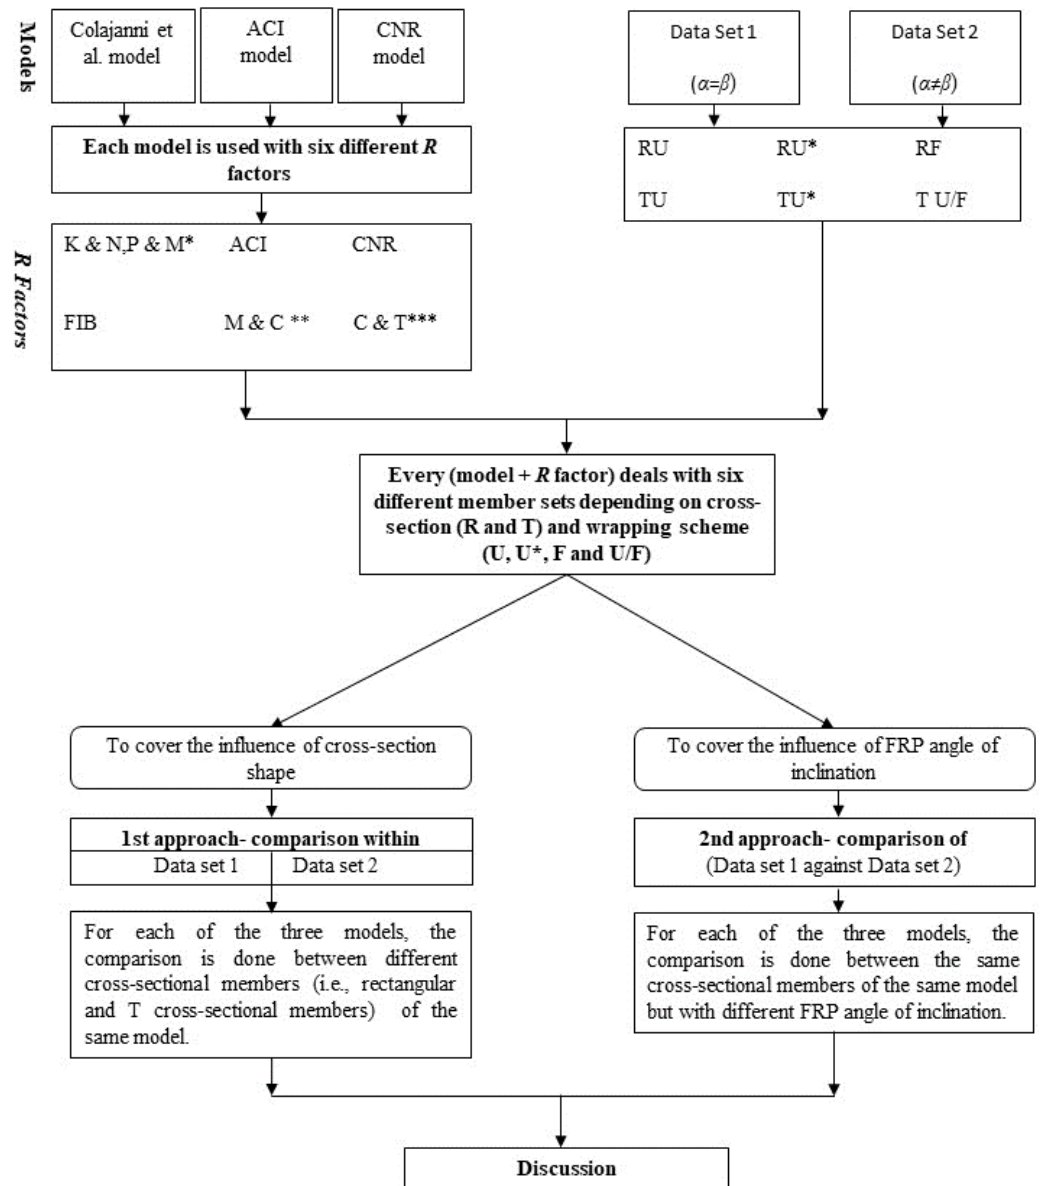 Models
Colajanni et
al. model
ACI
model
CNR
model
Data Set 1
(α=β)
Data Set 2
(α≠β)
Each model is used with six different R
factors
RU RU* RF
TU TU* T U/F
R Factors
K & N,P & M* ACI CNR
FIB M & C ** C & T***
Every (model + R factor) deals with six
different member sets depending on cross-
section (R and T) and wrapping scheme
(U, U*, F and U/F)
To cover the influence of cross-section
shape
To cover the influence of FRP angle of
inclination
1st approach- comparison within
Data set 1 Data set 2
2nd approach- comparison of
(Data set 1 against Data set 2)
For each of the three models, the
comparison is done between different
cross-sectional members (i.e., rectangular
and T cross-sectional members) of the
same model.
For each of the three models, the
comparison is done between the same
cross-sectional members of the same model
but with different FRP angle of inclination.
Discussion